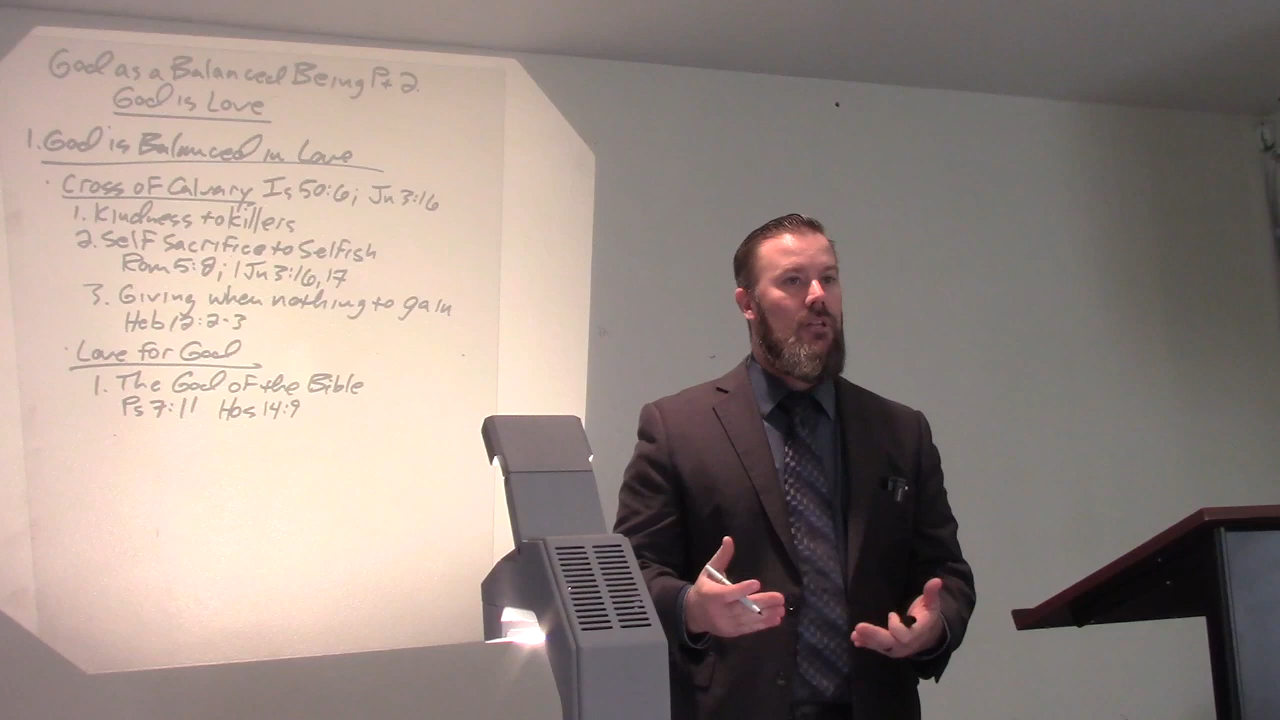 God as a Balanced Being Pt 2.
God is Love
1. God is Balanced in Love
· Cross of Calvary Is 50:6; Jn 3:16
1. Kindness to killers
2. Self Sacrifice to Selfish
Rom 5:8; 1 Jn 3:16,17
3. Giving when nothing to gain
Heb 12:2-3
· Love for God
1. The God of the Bible
Ps 7:11 Hos 14:9